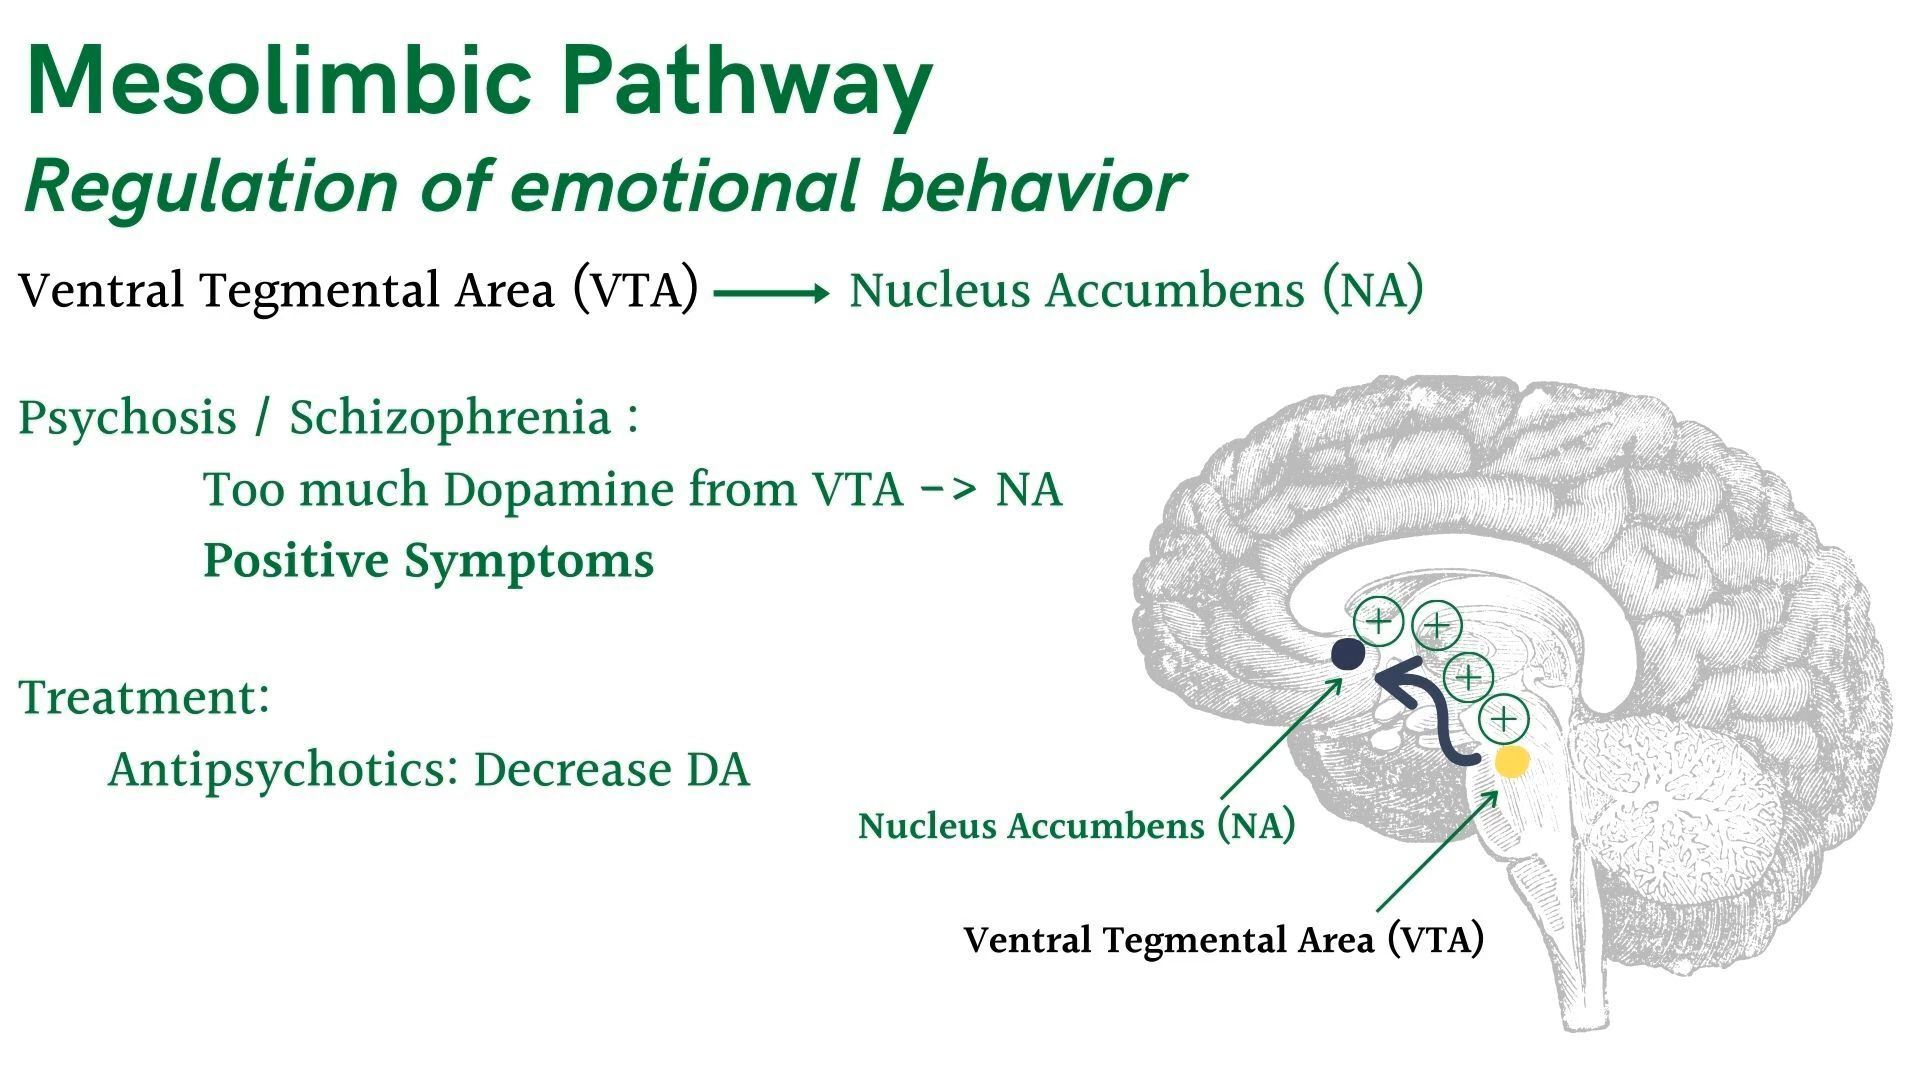 Mesolimbic Pathway
Regulation of emotional behavior
Ventral Tegmental Area (VTA) → Nucleus Accumbens (NA)
Psychosis / Schizophrenia :
Too much Dopamine from VTA -> NA
Positive Symptoms
Treatment:
Antipsychotics: Decrease DA
Nucleus Accumbens (NA)
Ventral Tegmental Area (VTA)